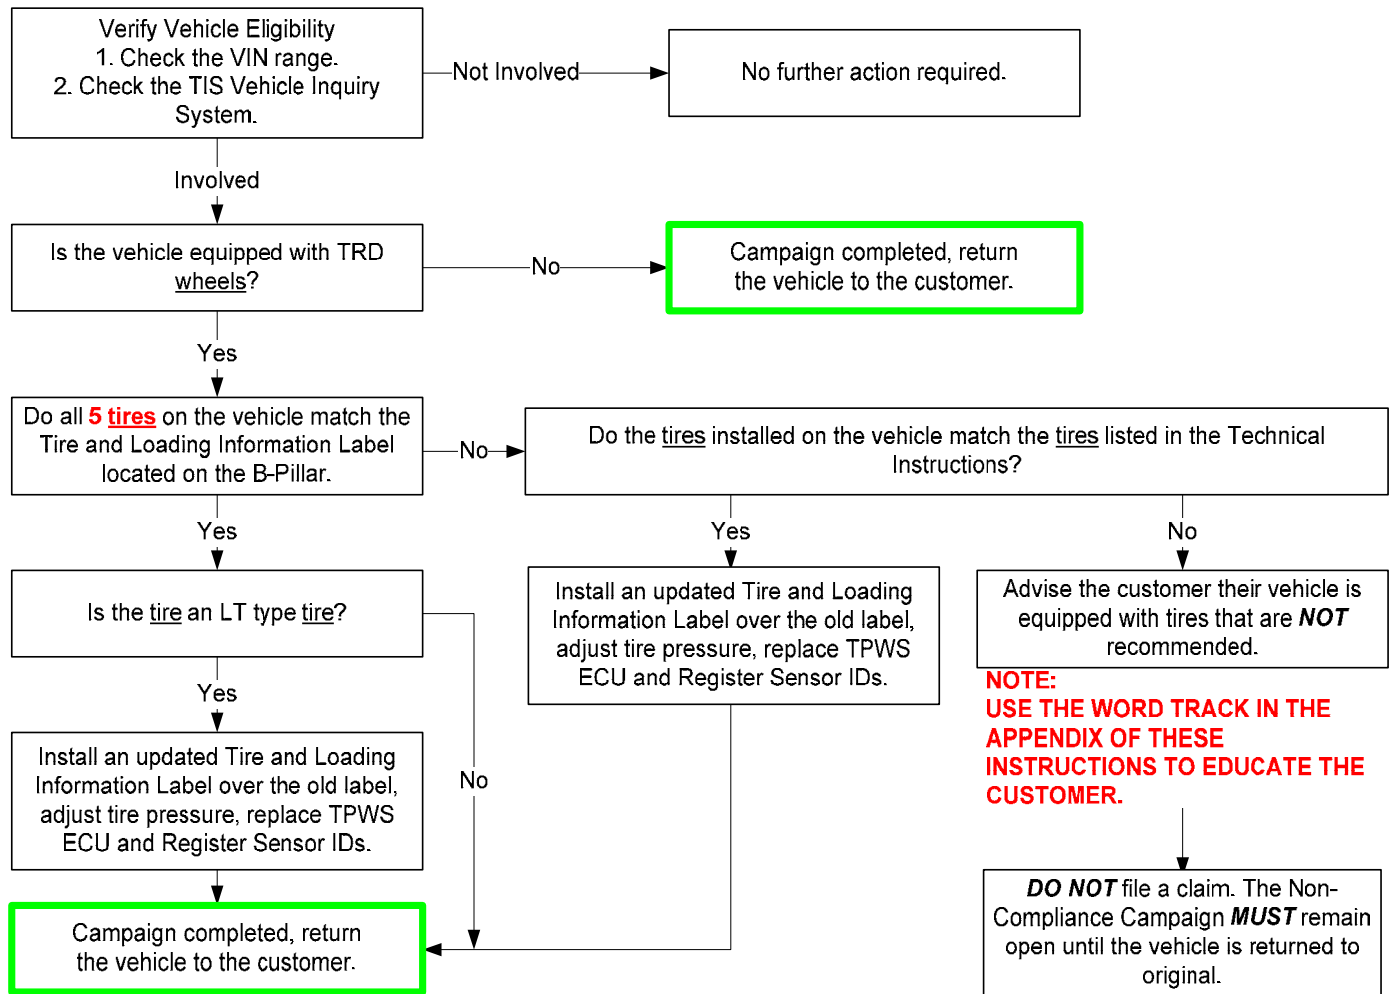 Verify Vehicle Eligibility
1. Check the VIN range.
2. Check the TIS Vehicle Inquiry
System.
Not Involved
No further action required.
Involved
Is the vehicle equipped with TRD
wheels?
No
Campaign completed, return
the vehicle to the customer.
Yes
Do all 5 tires on the vehicle match the
Tire and Loading Information Label
located on the B-Pillar.
No
Do the tires installed on the vehicle match the tires listed in the Technical
Instructions?
Yes
Yes
No
Is the tire an LT type tire?
Install an updated Tire and Loading
Information Label over the old label,
adjust tire pressure, replace TPWS
ECU and Register Sensor IDs.
Advise the customer their vehicle is
equipped with tires that are NOT
recommended.
NOTE:
USE THE WORD TRACK IN THE
APPENDIX OF THESE
INSTRUCTIONS TO EDUCATE THE
CUSTOMER.
Yes
No
Install an updated Tire and Loading
Information Label over the old label,
adjust tire pressure, replace TPWS
ECU and Register Sensor IDs.
Campaign completed, return
the vehicle to the customer.
DO NOT file a claim. The Non-
Compliance Campaign MUST remain
open until the vehicle is returned to
original.